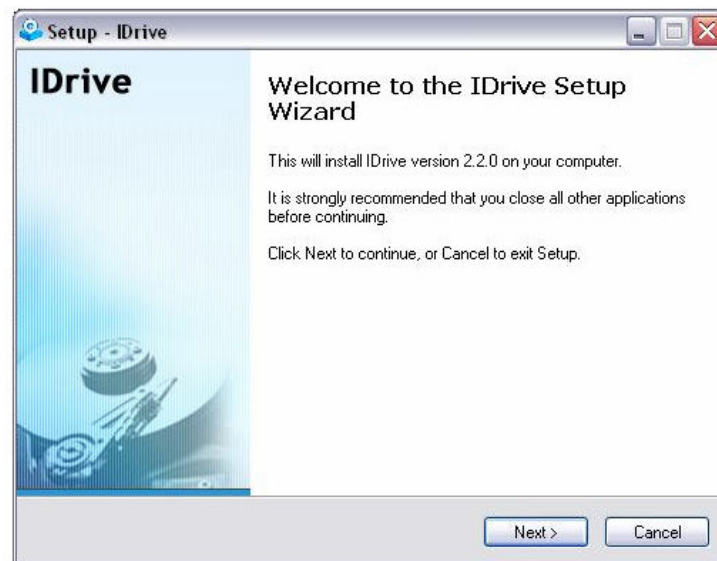 Setup - IDrive
IDrive
Welcome to the IDrive Setup
Wizard
This will install IDrive version 2.2.0 on your computer.
It is strongly recommended that you close all other applications
before continuing.
Click Next to continue, or Cancel to exit Setup.
Next >
Cancel